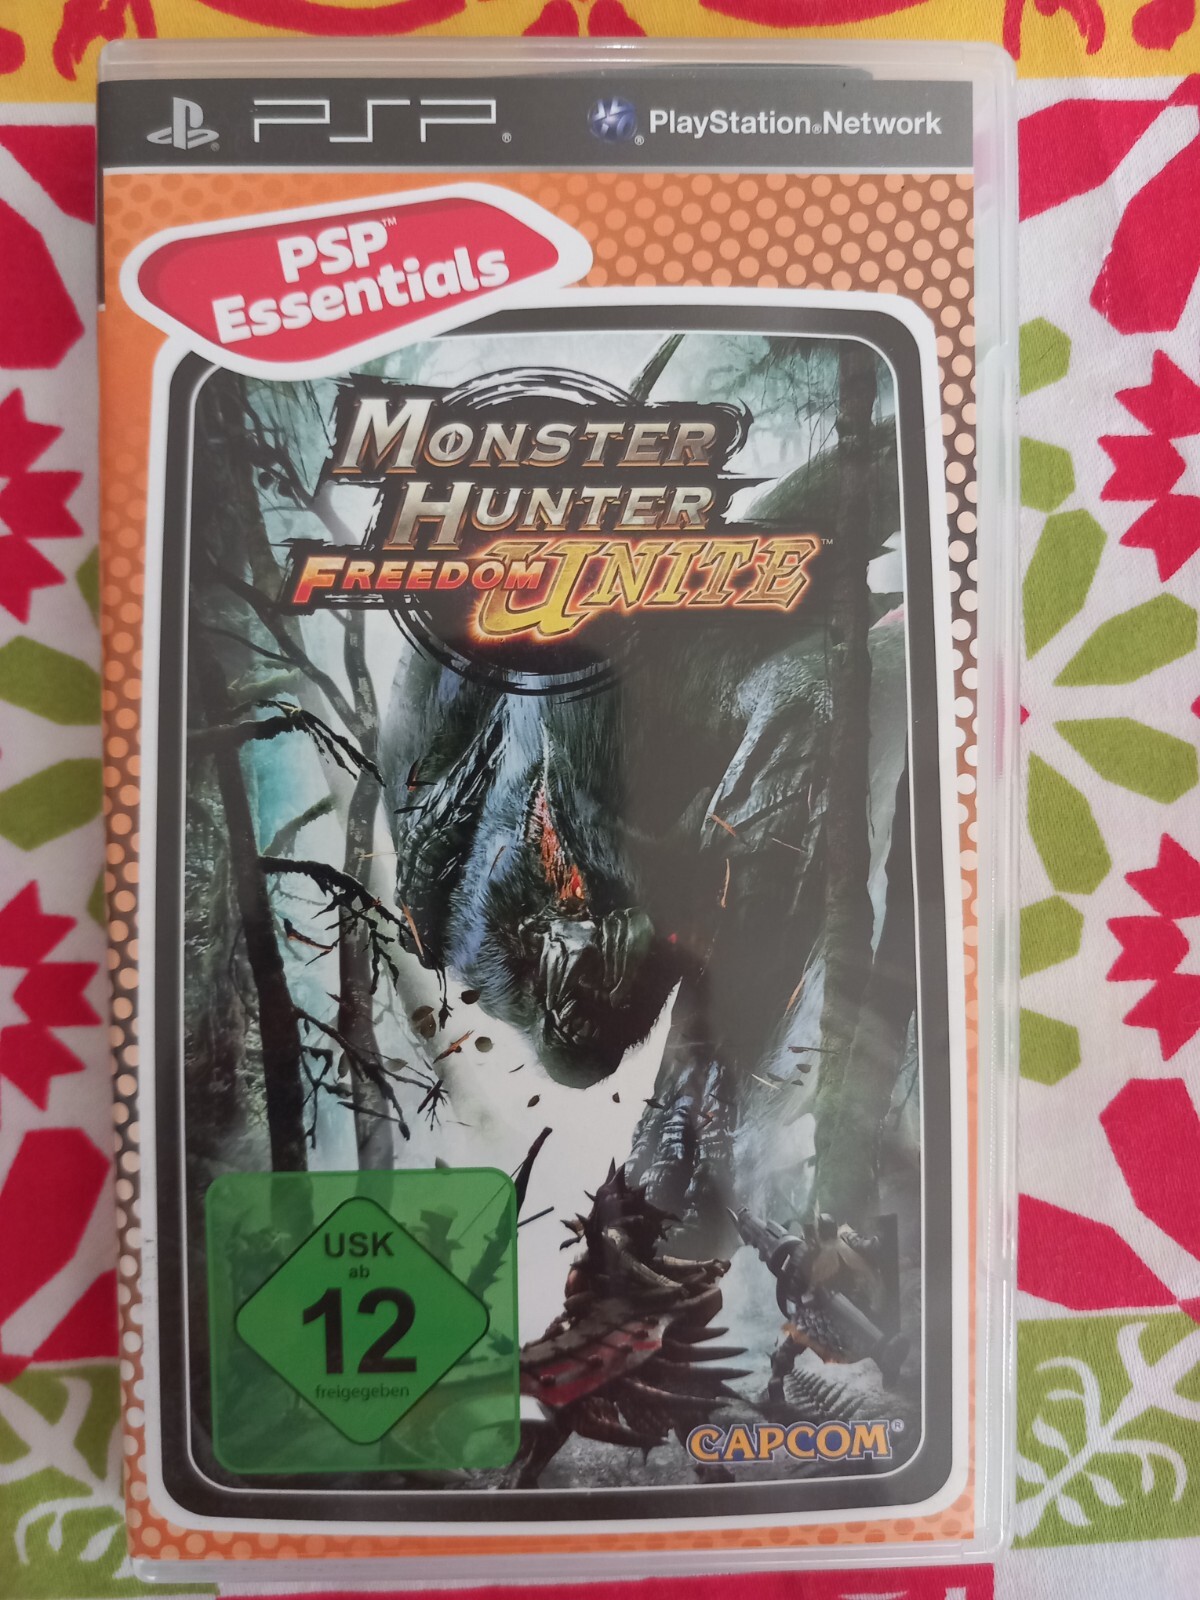 PSP®
PlayStation®Network
PSP™
Essentials
MONSTER
HUNTER
FREEDOM UNITE™
USK
ab
12
freigegeben
CAPCOM®